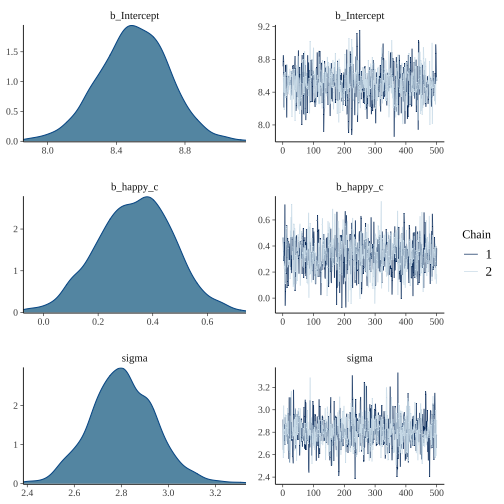 b_Intercept
1.5
1.0
0.5
0.0
8.0 8.4 8.8
b_Intercept
9.2
8.8
8.4
8.0
0 100 200 300 400 500
b_happy_c
2
1
0
0.0 0.2 0.4 0.6
b_happy_c
0.6
0.4
0.2
0.0
0 100 200 300 400 500
sigma
2
1
0
2.4 2.6 2.8 3.0 3.2
sigma
3.2
3.0
2.8
2.6
2.4
0 100 200 300 400 500
Chain
1
2